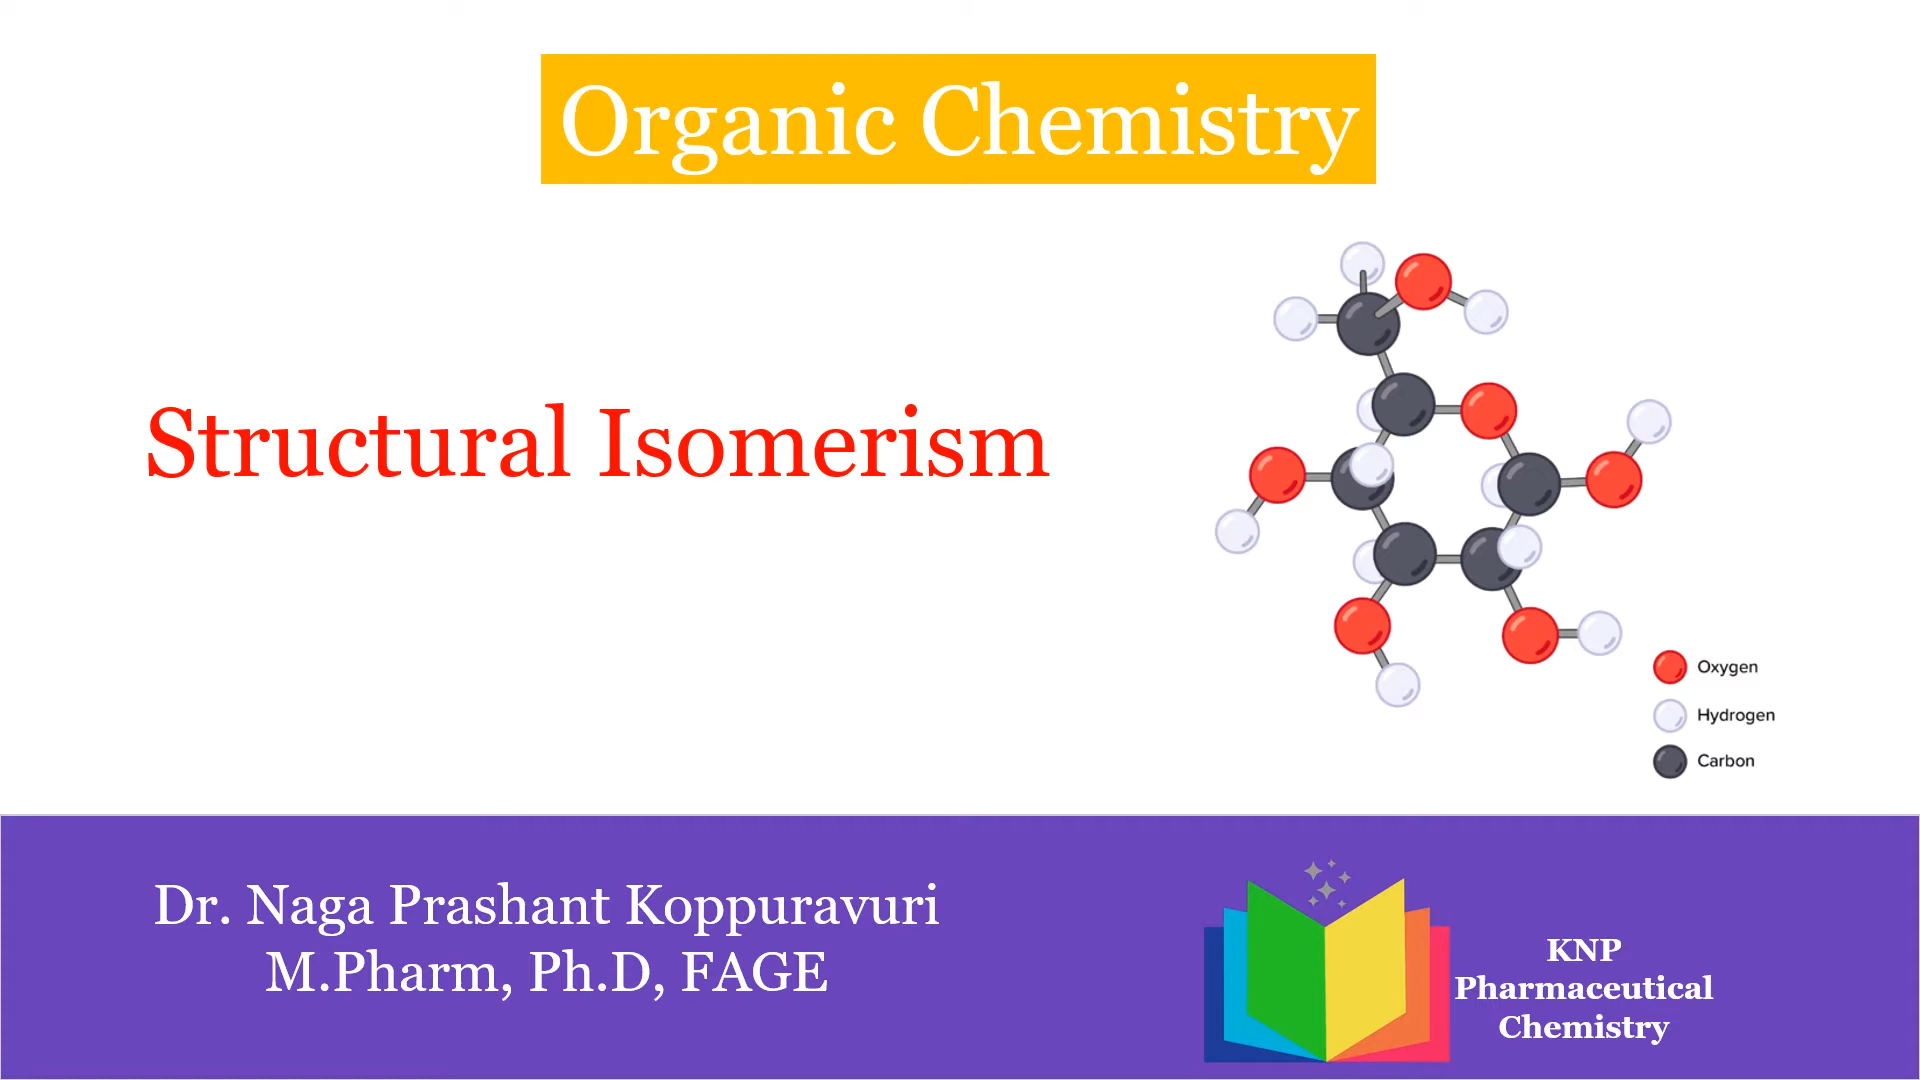 Organic Chemistry
Structural Isomerism
Oxygen
Hydrogen
Carbon
Dr. Naga Prashant Koppuravuri
M.Pharm, Ph.D, FAGE
KNP
Pharmaceutical
Chemistry